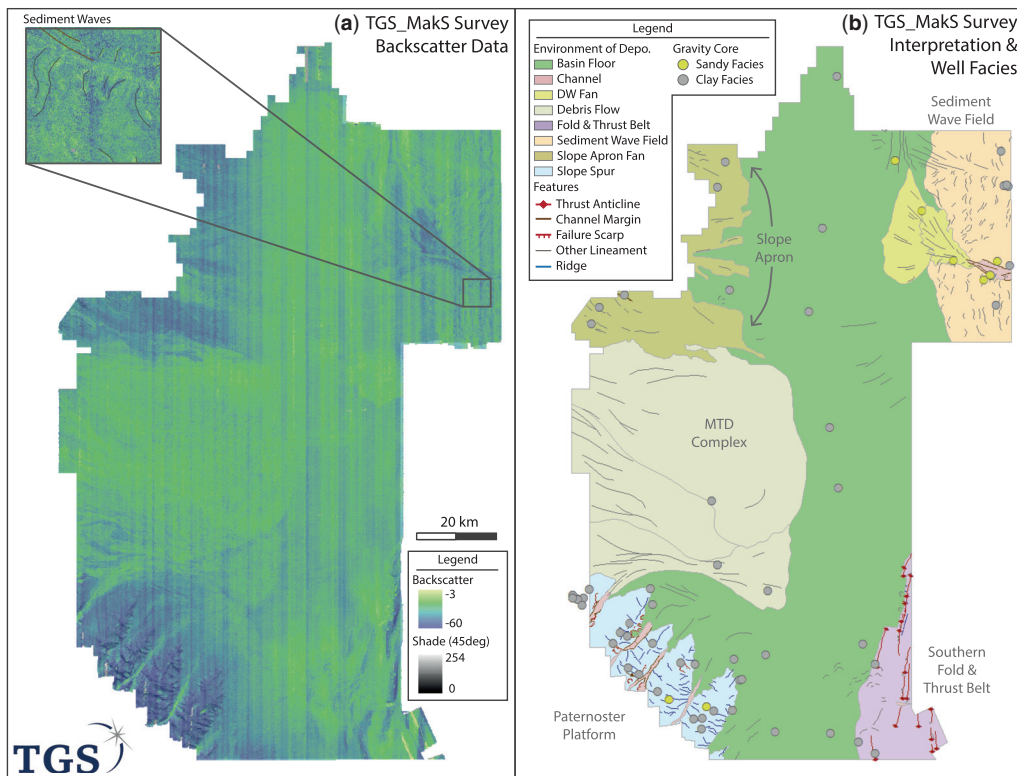 Sediment Waves
(a) TGS_MakS Survey
Backscatter Data
20 km
Legend
Backscatter
-3
-60
Shade (45deg)
254
0
TGS
(b) TGS_MakS Survey
Interpretation &
Well Facies
Legend
Environment of Depo.
Basin Floor
Channel
DW Fan
Debris Flow
Fold & Thrust Belt
Sediment Wave Field
Slope Apron Fan
Slope Spur
Features
Thrust Anticline
Channel Margin
Failure Scarp
Other Lineament
Ridge
Gravity Core
Sandy Facies
Clay Facies
Sediment
Wave Field
Slope
Apron
MTD
Complex
Southern
Fold &
Thrust Belt
Paternoster
Platform